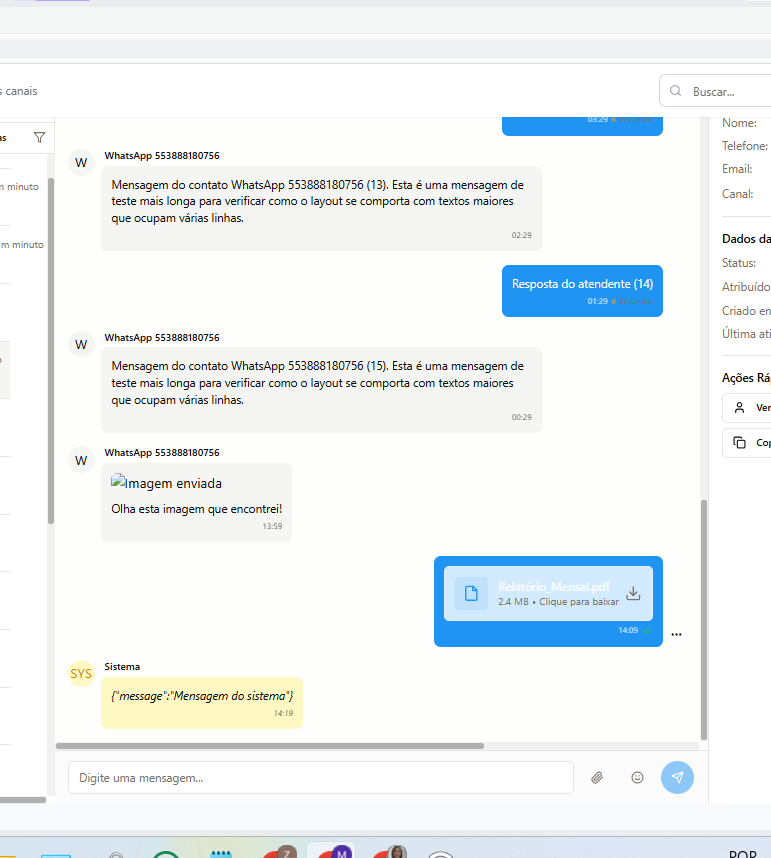 s canais
Buscar...
as
m minuto
m minuto
03:29
WhatsApp 553888180756
W
Mensagem do contato WhatsApp 553888180756 (13). Esta é uma mensagem de
teste mais longa para verificar como o layout se comporta com textos maiores
que ocupam várias linhas.
02:29
Resposta do atendente (14)
01:29
WhatsApp 553888180756
W
Mensagem do contato WhatsApp 553888180756 (15). Esta é uma mensagem de
teste mais longa para verificar como o layout se comporta com textos maiores
que ocupam várias linhas.
00:29
WhatsApp 553888180756
W
Imagem enviada
Olha esta imagem que encontrei!
13:59
Relatório_Mensal.pdf
2.4 MB • Clique para baixar
14:09
...
Sistema
SYS
{"message":"Mensagem do sistema"}
14:19
Digite uma mensagem...
Nome:
Telefone:
Email:
Canal:
Dados da
Status:
Atribuído
Criado em
Última ati
Ações Ráp
Ver
Cop
Z
M
POR